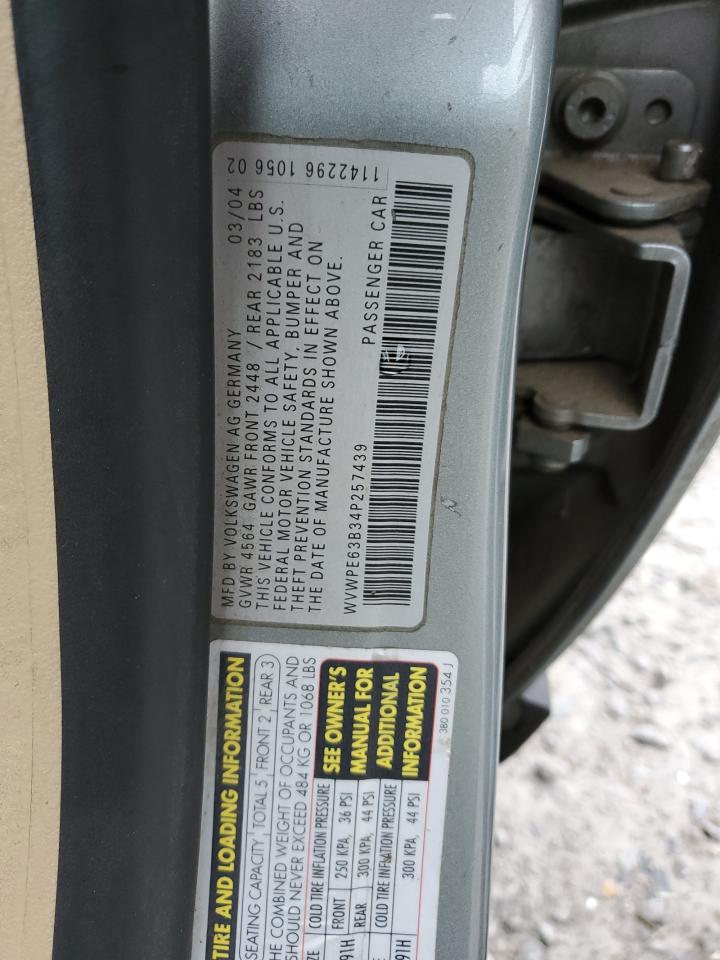 MFD BY VOLKSWAGEN AG GERMANY 03/04
GVWR 4564 GAWR FRONT 2448 / REAR 2183 LBS
THIS VEHICLE CONFORMS TO ALL APPLICABLE U.S.
FEDERAL MOTOR VEHICLE SAFETY, BUMPER AND
THEFT PREVENTION STANDARDS IN EFFECT ON
THE DATE OF MANUFACTURE SHOWN ABOVE.
WVWPE63B34P257439 PASSENGER CAR
1142296 1056 02
TIRE AND LOADING INFORMATION
SEATING CAPACITY TOTAL 5 FRONT 2 REAR 3
THE COMBINED WEIGHT OF OCCUPANTS AND
SHOULD NEVER EXCEED 484 KG OR 1068 LBS
COLD TIRE INFLATION PRESSURE
FRONT 250 KPA, 36 PSI
91H REAR 300 KPA, 44 PSI
COLD TIRE INFLATION PRESSURE
91H 300 KPA, 44 PSI
SEE OWNER'S
MANUAL FOR
ADDITIONAL
INFORMATION
3B0 010 354 J